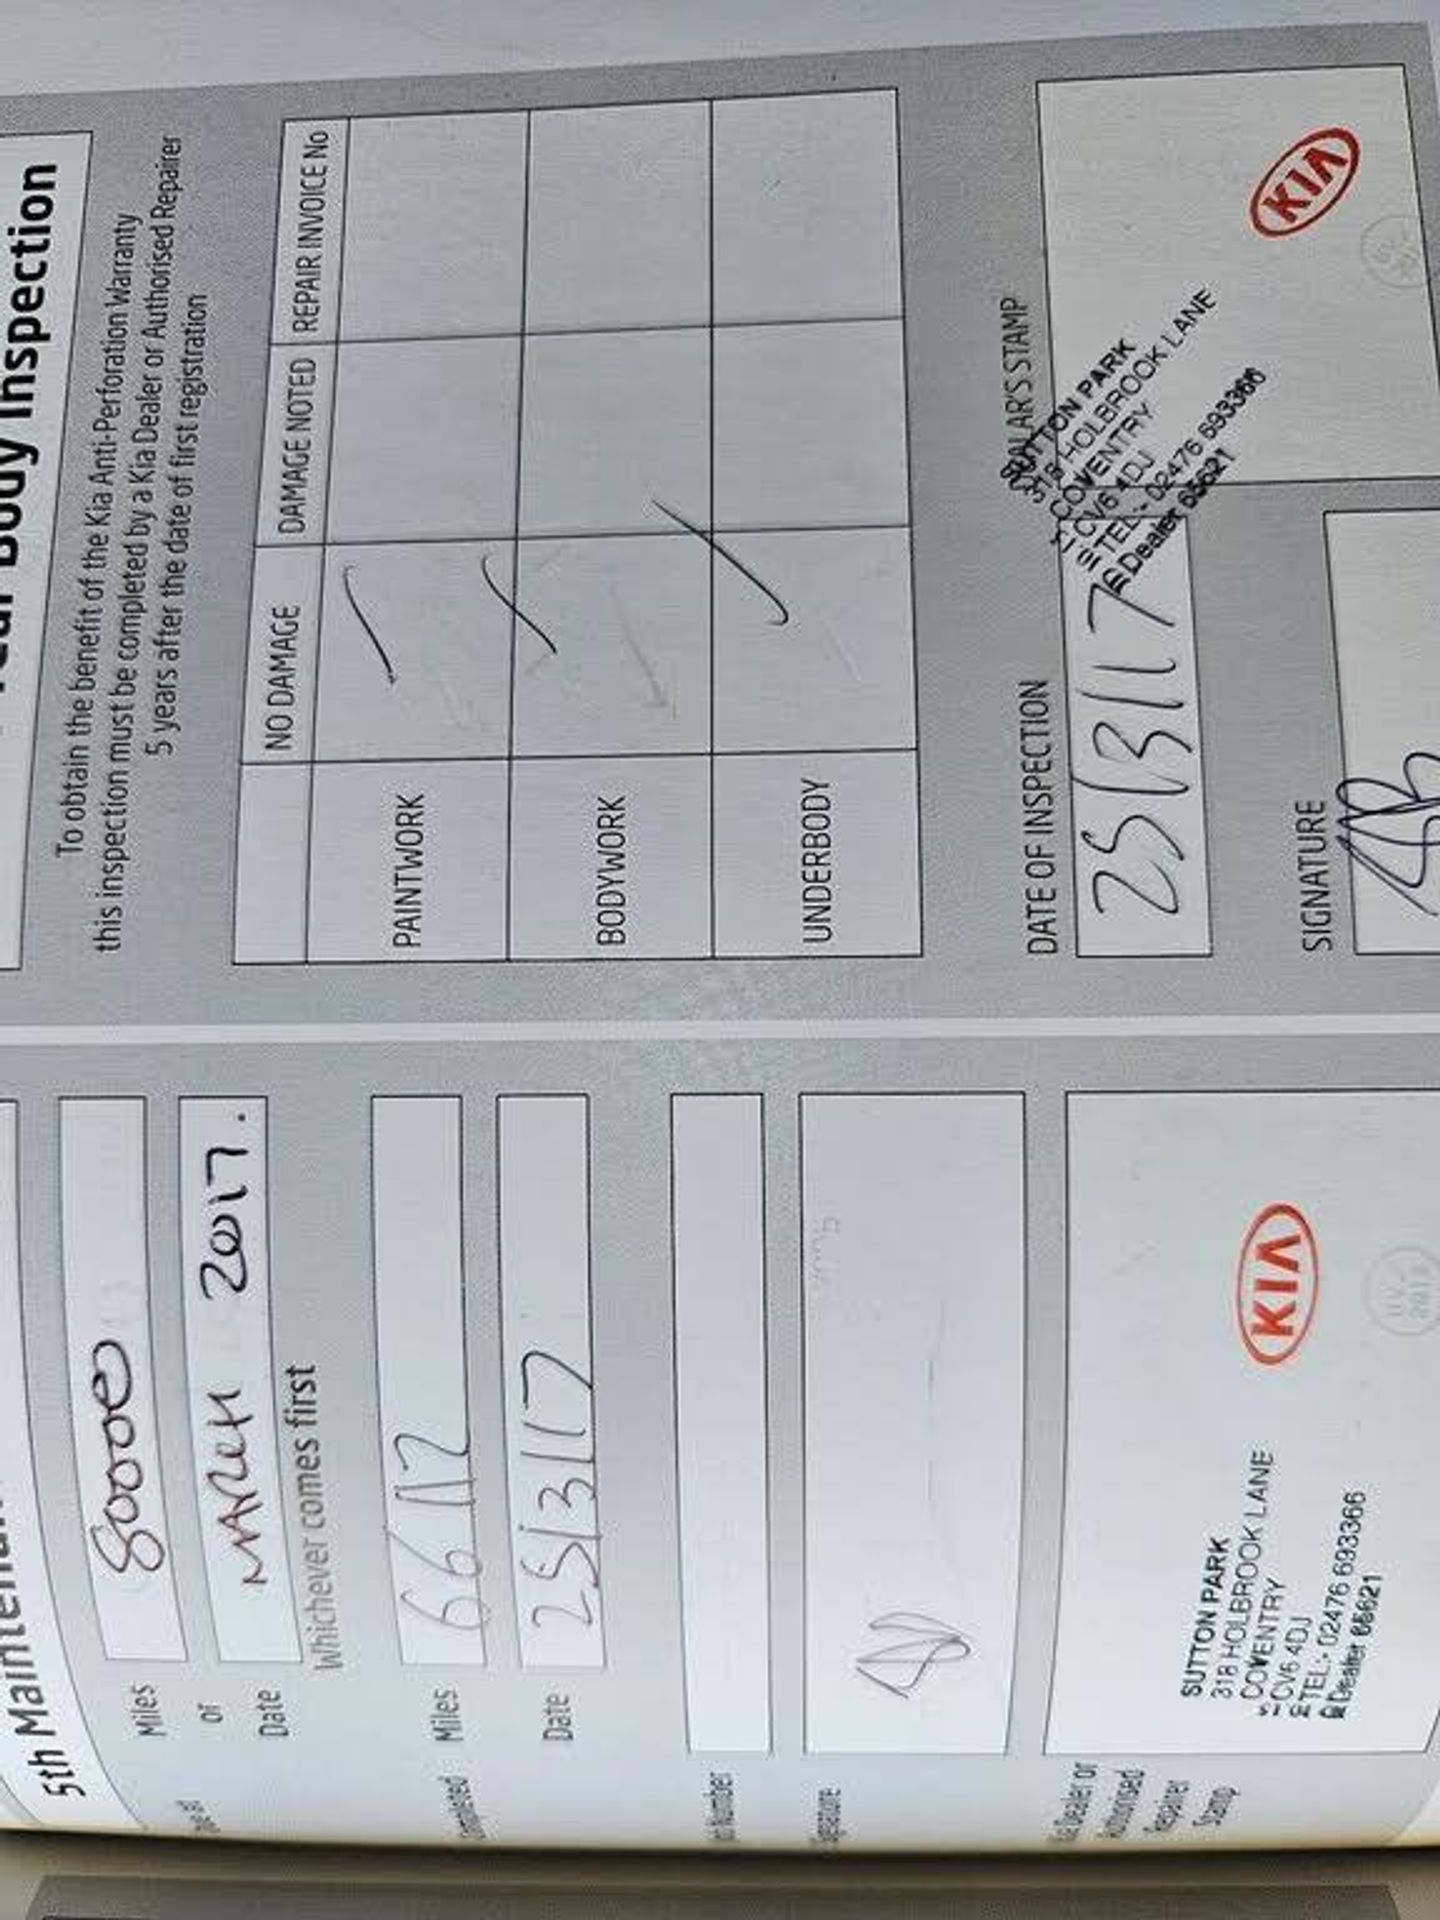 5th
Miles
80000
or
Date
MARCH 2017.
Whichever comes first
Miles
66112
Date
25/3/17
SUTTON PARK
318 HOLBROOK LANE
COVENTRY
CV6 4DJ
TEL:- 02476 693366
Dealer 65621
KIA
Body Inspection
To obtain the benefit of the Kia Anti-Perforation Warranty
this inspection must be completed by a Kia Dealer or Authorised Repairer
5 years after the date of first registration
NO DAMAGE DAMAGE NOTED REPAIR INVOICE No
PAINTWORK
BODYWORK
UNDERBODY
DATE OF INSPECTION
25/3/17
STAMP
SUTTON PARK
318 HOLBROOK LANE
COVENTRY
CV6 4DJ
TEL:- 02476 693366
Dealer 65621
KIA
SIGNATURE